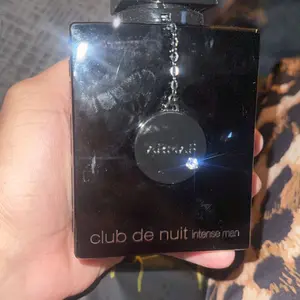 ARMAF
club de nuit intense man